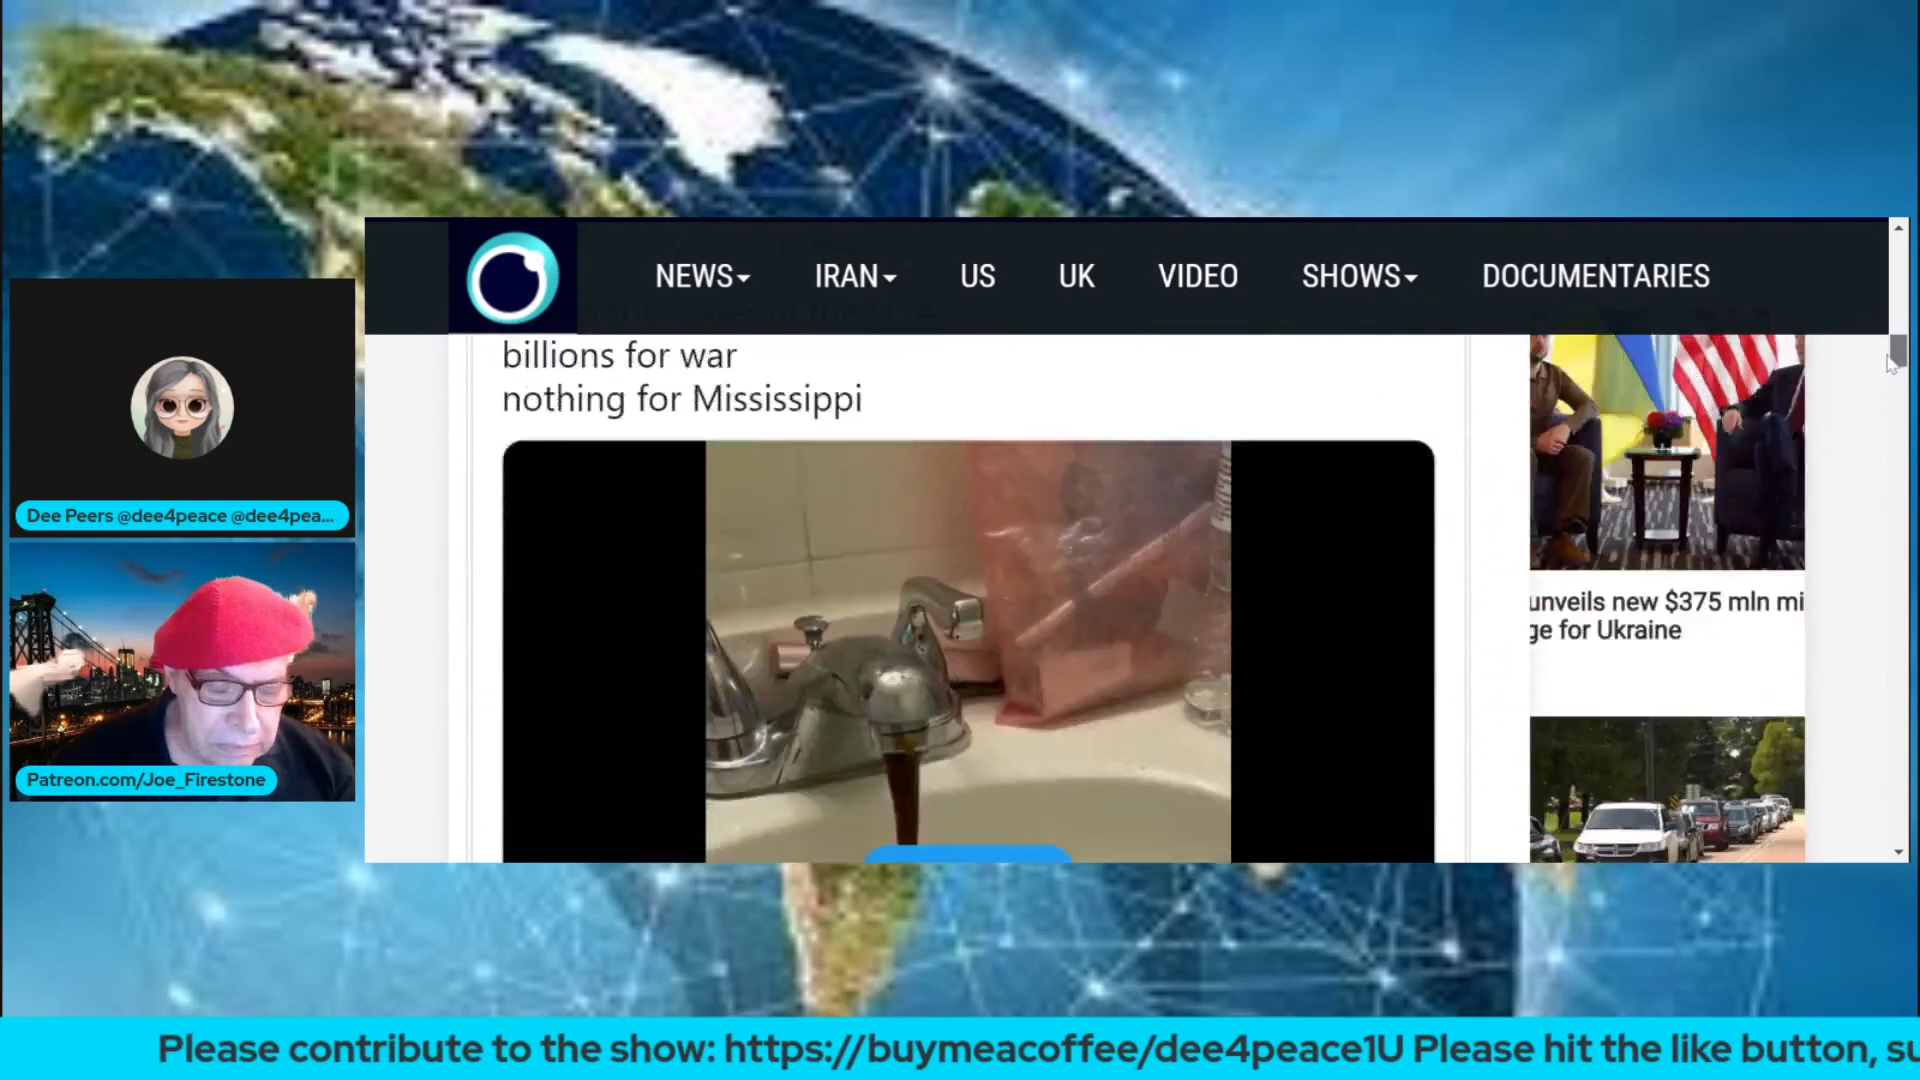 NEWS IRAN US UK VIDEO SHOWS DOCUMENTARIES
billions for war
nothing for Mississippi
unveils new $375 mln mi
ge for Ukraine
Dee Peers @dee4peace @dee4pea...
Patreon.com/Joe_Firestone
Please contribute to the show: https://buymeacoffee/dee4peace1U Please hit the like button, su